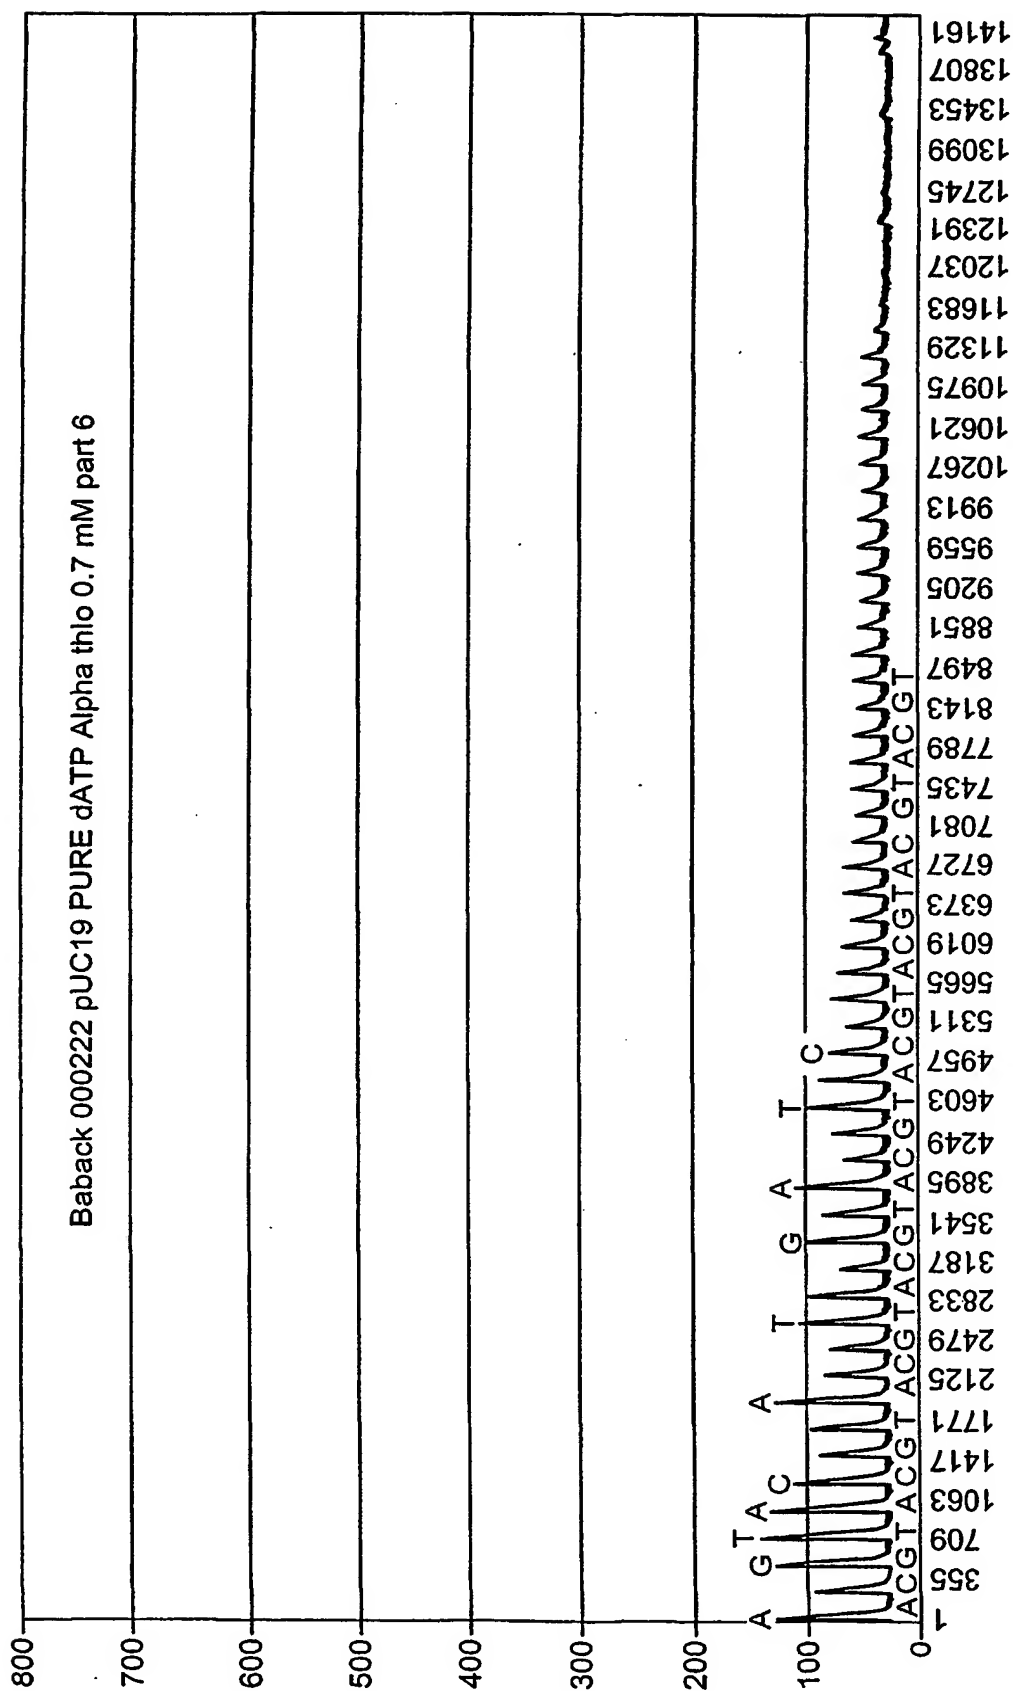 Baback 000222 pUC19 PURE dATP Alpha thlo 0.7 mM part 6
800
700
600
500
400
300
200
100
0
A G T A C A T G A T C
A C G T A C G T A C G T A C G T A C G T A C G T A C G T A C G T A C G T
1 355 709 1063 1417 1771 2125 2479 2833 3187 3541 3895 4249 4603 4957 5311 5665 6019 6373 6727 7081 7435 7789 8143 8497 8851 9205 9559 9913 10267 10621 10975 11329 11683 12037 12391 12745 13099 13453 13807 14161